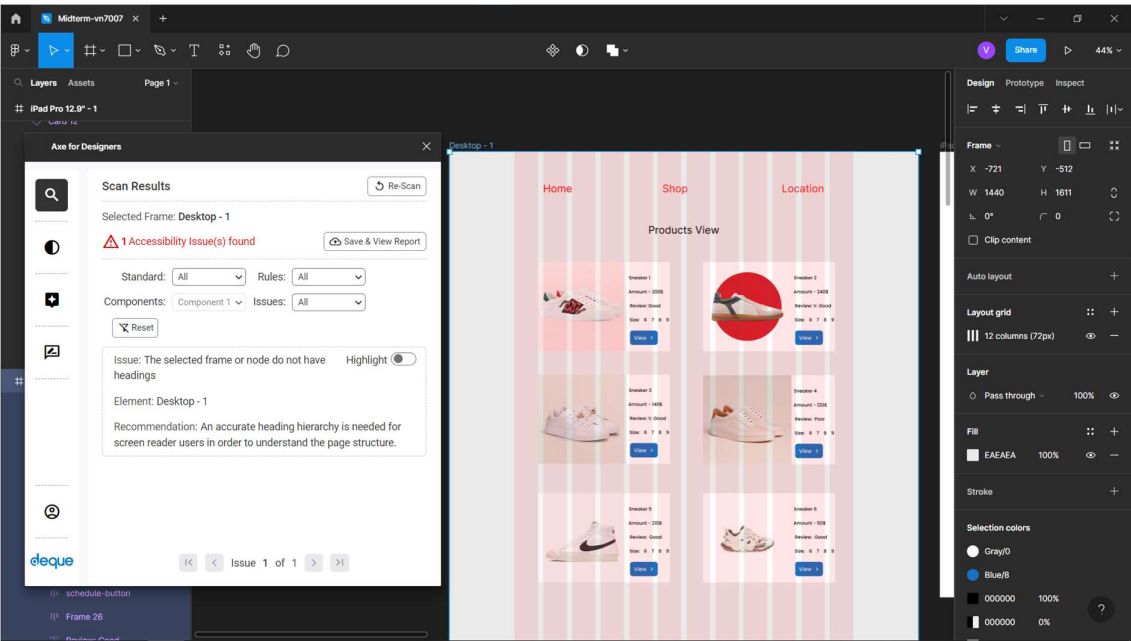 Midterm-vn7007
V
Share
44%
Layers Assets Page 1
iPad Pro 12.9" - 1
Card 12
Axe for Designers
Scan Results
Re-Scan
Selected Frame: Desktop - 1
1 Accessibility Issue(s) found
Save & View Report
Standard: All Rules: All
Components: Component 1 Issues: All
Reset
Issue: The selected frame or node do not have
headings
Highlight
Element: Desktop - 1
Recommendation: An accurate heading hierarchy is needed for
screen reader users in order to understand the page structure.
deque
Issue 1 of 1
schedule-button
Frame 26
Review: Good
Desktop - 1
Home Shop Location
Products View
Sneaker 1
Amount - 200$
Review: Good
Size: 6 7 8 9
View >
Sneaker 2
Amount - 240$
Review: V. Good
Size: 6 7 8 9
View >
Sneaker 3
Amount - 140$
Review: V. Good
Size: 6 7 8 9
View >
Sneaker 4
Amount - 120$
Review: Poor
Size: 6 7 8 9
View >
Sneaker 5
Amount - 210$
Review: Good
Size: 6 7 8 9
View >
Sneaker 6
Amount - 50$
Review: Good
Size: 6 7 8 9
View >
Design Prototype Inspect
Frame
X -721 Y -512
W 1440 H 1611
0° 0
Clip content
Auto layout
Layout grid
12 columns (72px)
Layer
Pass through 100%
Fill
EAEAEA 100%
Stroke
Selection colors
Gray/0
Blue/8
000000 100%
000000 0%
?